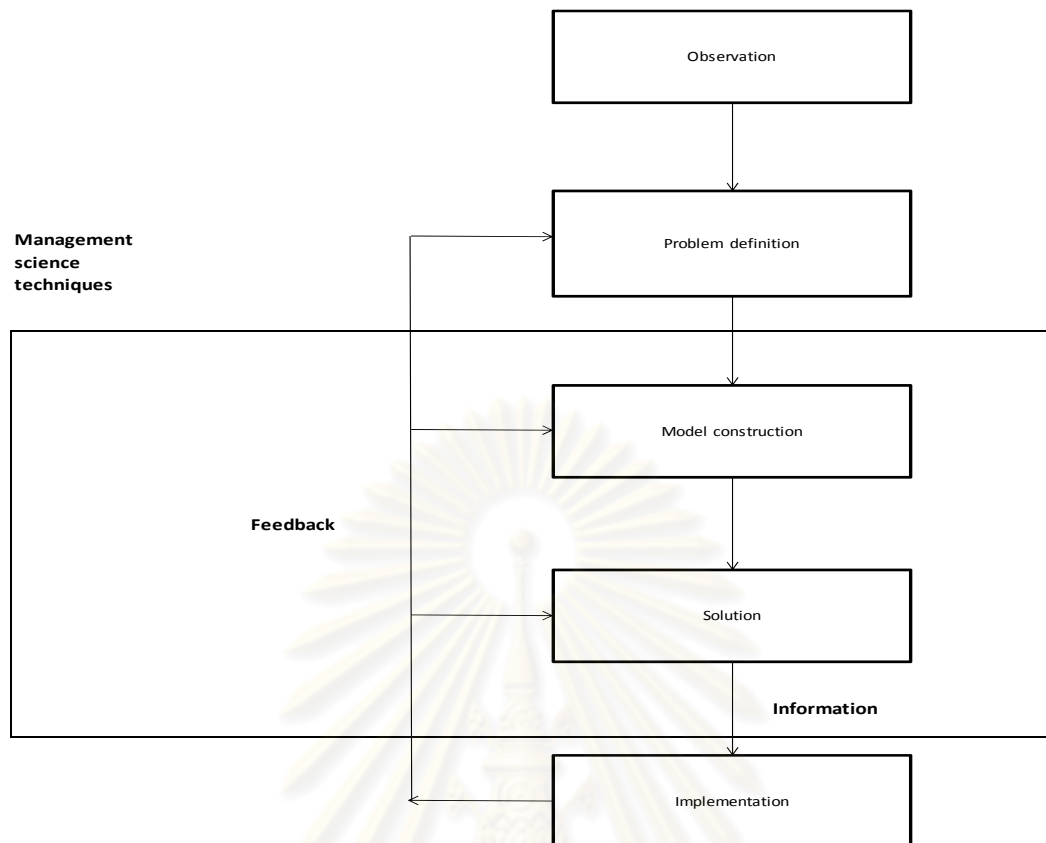 Observation
Problem definition
Management
science
techniques
Model construction
Feedback
Solution
Information
Implementation